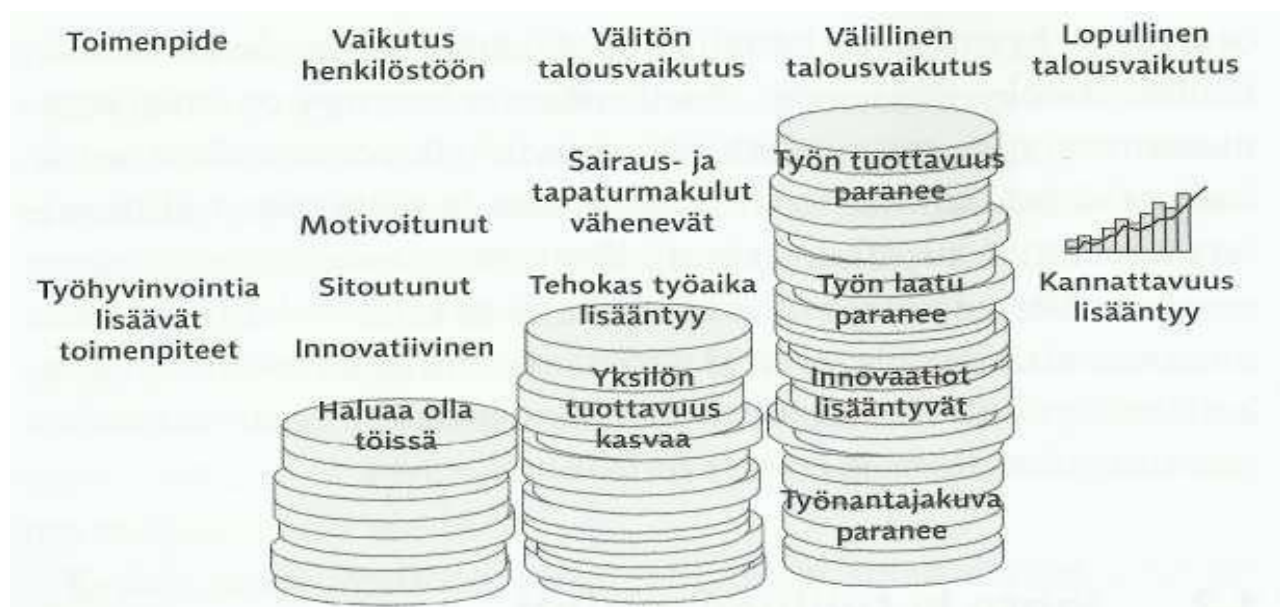 Toimenpide
Vaikutus
henkilöstöön
Välitön
talousvaikutus
Välillinen
talousvaikutus
Lopullinen
talousvaikutus
Työhyvinvointia
lisäävät
toimenpiteet
Motivoitunut
Sitoutunut
Innovatiivinen
Haluaa olla
töissä
Sairaus- ja
tapaturmakulut
vähenevät
Tehokas työaika
lisääntyy
Yksilön
tuottavuus
kasvaa
Työn tuottavuus
paranee
Työn laatu
paranee
Innovaatiot
lisääntyvät
Työnantajakuva
paranee
Kannattavuus
lisääntyy